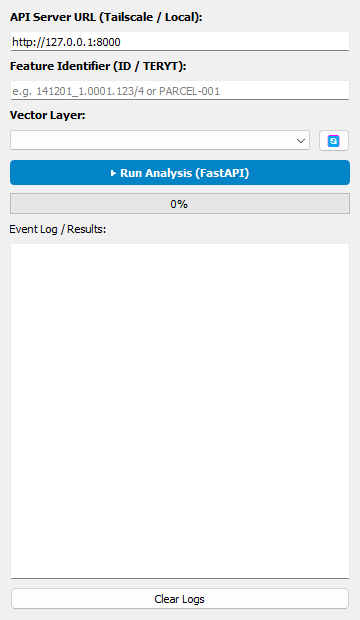 API Server URL (Tailscale / Local):
http://127.0.0.1:8000
Feature Identifier (ID / TERYT):
e.g. 141201_1.0001.123/4 or PARCEL-001
Vector Layer:
Run Analysis (FastAPI)
0%
Event Log / Results:
Clear Logs